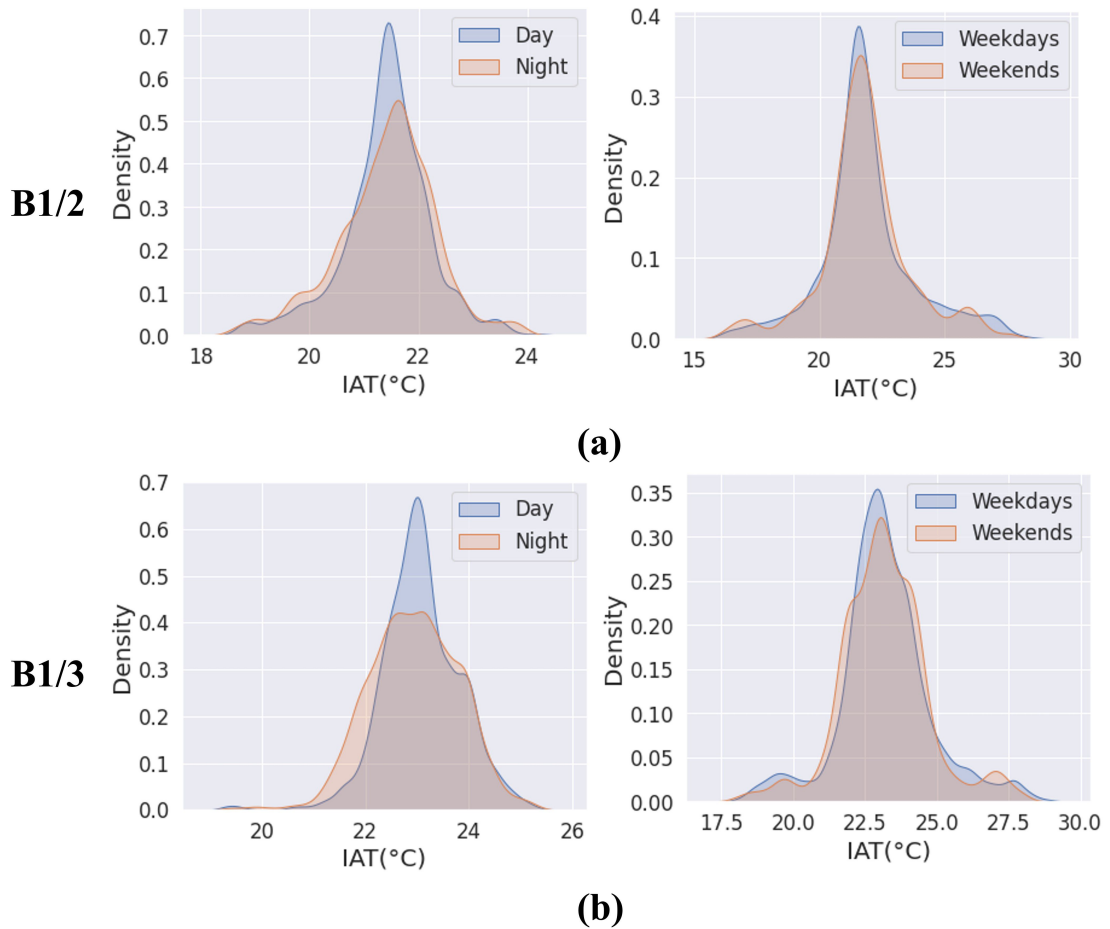 B1/2
Density
0.7
0.6
0.5
0.4
0.3
0.2
0.1
0.0
18 20 22 24
IAT(°C)
Day
Night
Density
0.4
0.3
0.2
0.1
0.0
15 20 25 30
IAT(°C)
Weekdays
Weekends
(a)
B1/3
Density
0.7
0.6
0.5
0.4
0.3
0.2
0.1
0.0
20 22 24 26
IAT(°C)
Day
Night
Density
0.35
0.30
0.25
0.20
0.15
0.10
0.05
0.00
17.5 20.0 22.5 25.0 27.5 30.0
IAT(°C)
Weekdays
Weekends
(b)